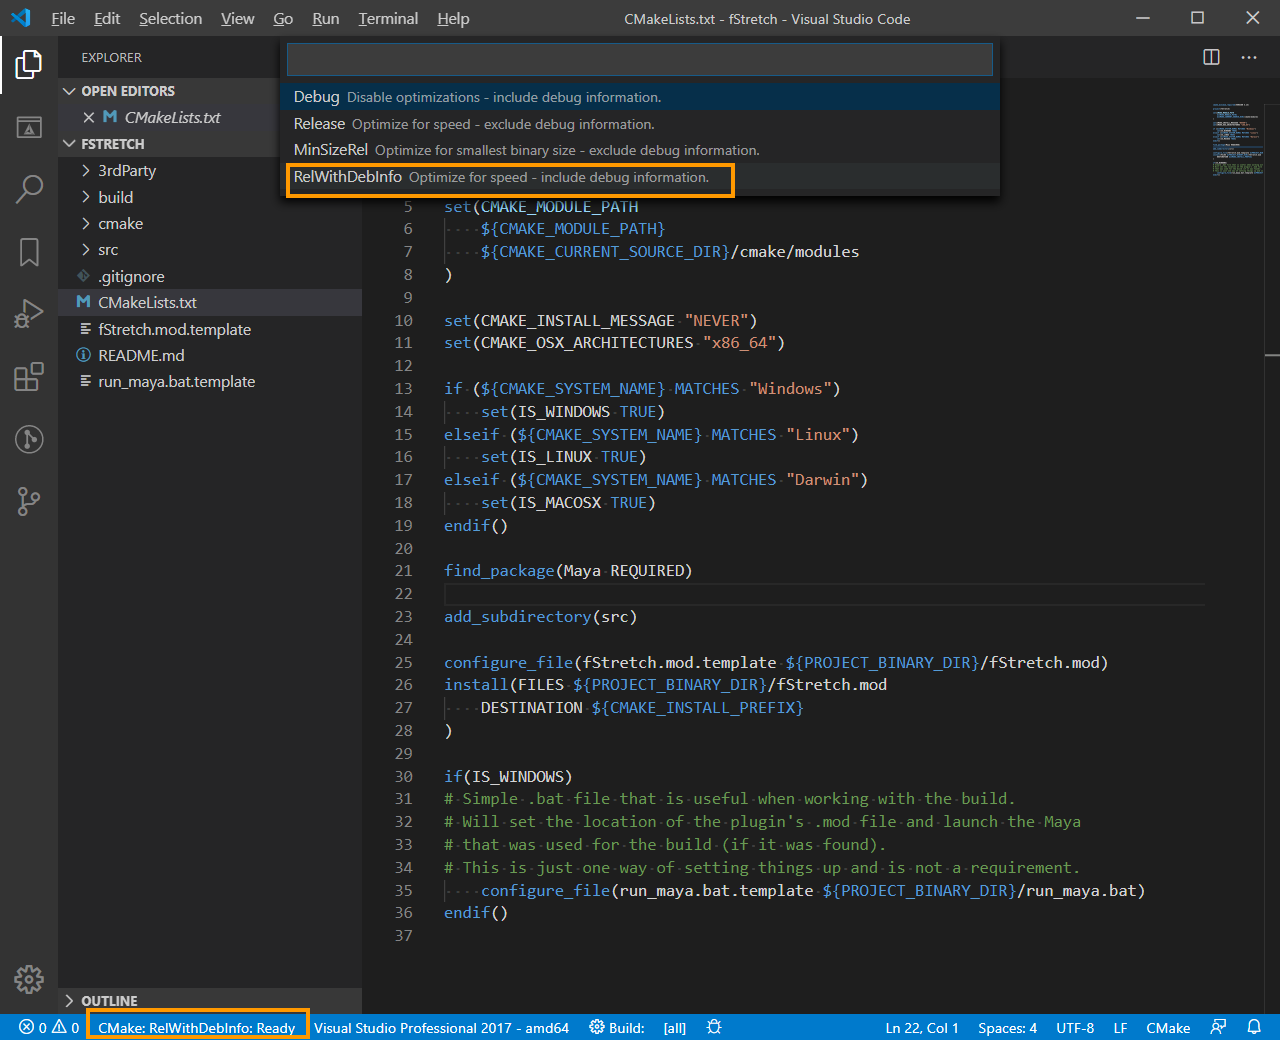 File Edit Selection View Go Run Terminal Help CMakeLists.txt - fStretch - Visual Studio Code
EXPLORER
OPEN EDITORS
CMakeLists.txt
FSTRETCH
3rdParty
build
cmake
src
.gitignore
CMakeLists.txt
fStretch.mod.template
README.md
run_maya.bat.template
OUTLINE
Debug Disable optimizations - include debug information.
Release Optimize for speed - exclude debug information.
MinSizeRel Optimize for smallest binary size - exclude debug information.
RelWithDebInfo Optimize for speed - include debug information.
5 set(CMAKE_MODULE_PATH
6 ${CMAKE_MODULE_PATH}
7 ${CMAKE_CURRENT_SOURCE_DIR}/cmake/modules
8 )
9
10 set(CMAKE_INSTALL_MESSAGE "NEVER")
11 set(CMAKE_OSX_ARCHITECTURES "x86_64")
12
13 if (${CMAKE_SYSTEM_NAME} MATCHES "Windows")
14 set(IS_WINDOWS TRUE)
15 elseif (${CMAKE_SYSTEM_NAME} MATCHES "Linux")
16 set(IS_LINUX TRUE)
17 elseif (${CMAKE_SYSTEM_NAME} MATCHES "Darwin")
18 set(IS_MACOSX TRUE)
19 endif()
20
21 find_package(Maya REQUIRED)
22
23 add_subdirectory(src)
24
25 configure_file(fStretch.mod.template ${PROJECT_BINARY_DIR}/fStretch.mod)
26 install(FILES ${PROJECT_BINARY_DIR}/fStretch.mod
27 DESTINATION ${CMAKE_INSTALL_PREFIX}
28 )
29
30 if(IS_WINDOWS)
31 # Simple .bat file that is useful when working with the build.
32 # Will set the location of the plugin's .mod file and launch the Maya
33 # that was used for the build (if it was found).
34 # This is just one way of setting things up and is not a requirement.
35 configure_file(run_maya.bat.template ${PROJECT_BINARY_DIR}/run_maya.bat)
36 endif()
37
0 0 CMake: RelWithDebInfo: Ready Visual Studio Professional 2017 - amd64 Build: [all] Ln 22, Col 1 Spaces: 4 UTF-8 LF CMake